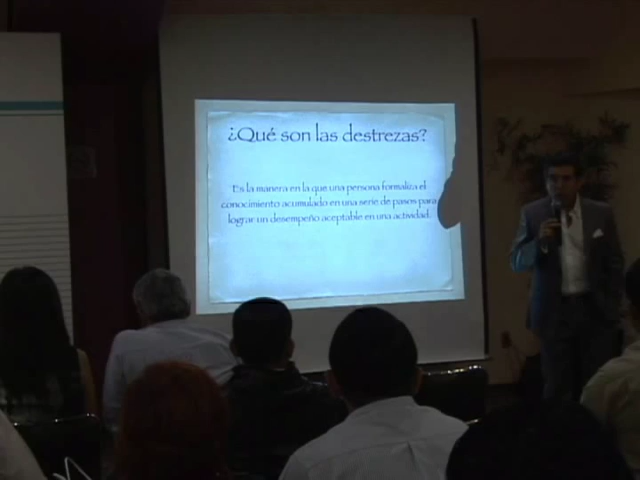 ¿Qué son las destrezas?
Es la manera en la que una persona formaliza el
conocimiento acumulado en una serie de pasos para
lograr un desempeño aceptable en una actividad.